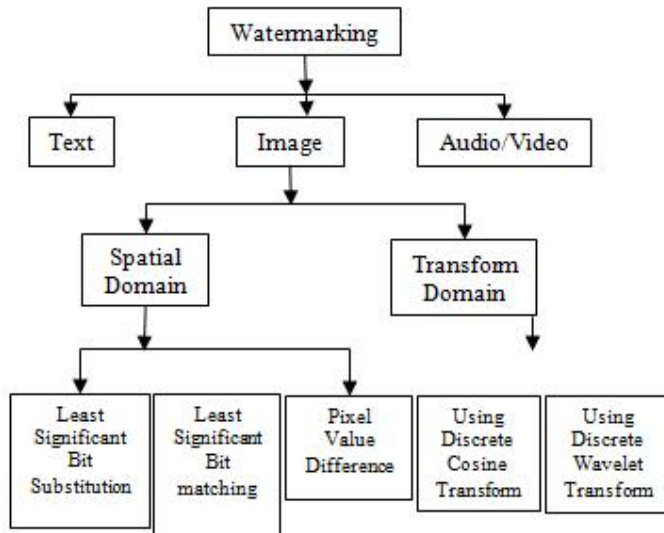 Watermarking
Text
Image
Audio/Video
Spatial
Domain
Transform
Domain
Least
Significant
Bit
Substitution
Least
Significant
Bit
matching
Pixel
Value
Difference
Using
Discrete
Cosine
Transform
Using
Discrete
Wavelet
Transform